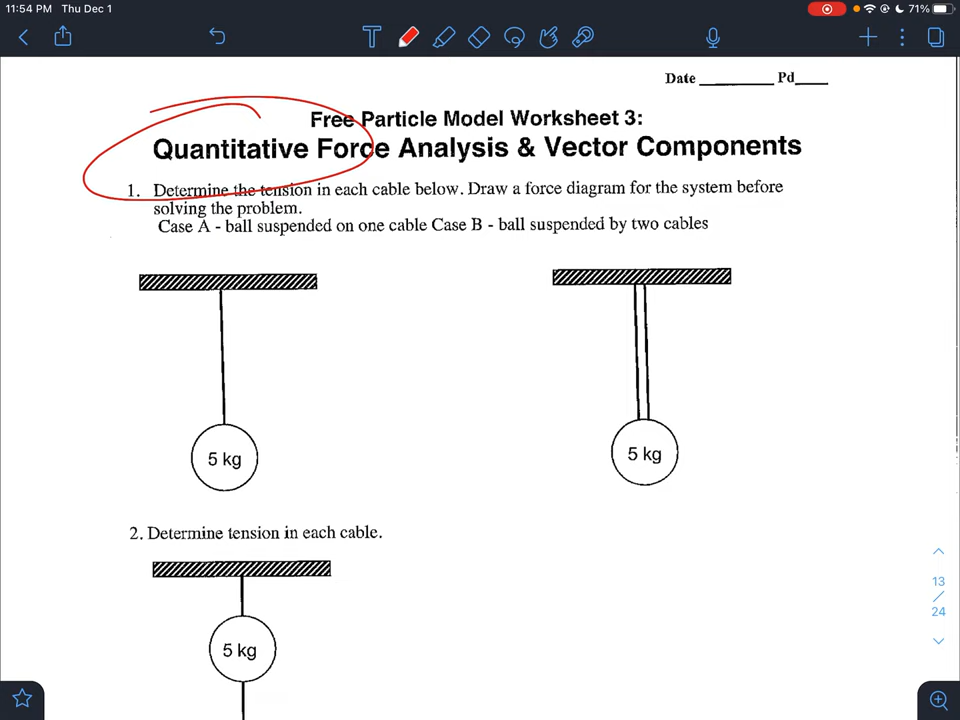 11:54 PM Thu Dec 1
71%
Date ________ Pd____
Free Particle Model Worksheet 3:
Quantitative Force Analysis & Vector Components
1. Determine the tension in each cable below. Draw a force diagram for the system before
solving the problem.
Case A - ball suspended on one cable Case B - ball suspended by two cables
5 kg
5 kg
2. Determine tension in each cable.
5 kg
13
/
24